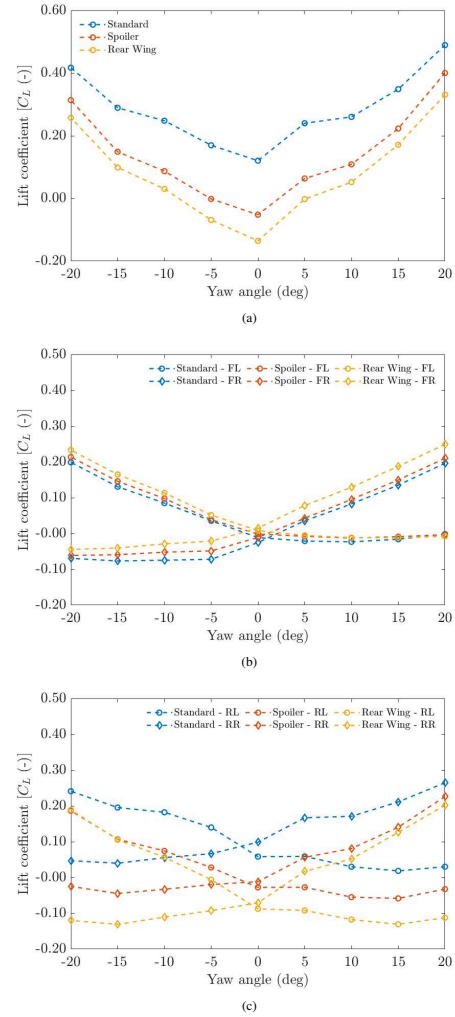 0.60
0.40
0.20
0.00
-0.20
Lift coefficient [C_L (-)]
Standard
Spoiler
Rear Wing
-20 -15 -10 -5 0 5 10 15 20
Yaw angle (deg)
(a)
0.50
0.40
0.30
0.20
0.10
-0.00
-0.10
-0.20
Lift coefficient [C_L (-)]
Standard - FL Spoiler - FL Rear Wing - FL
Standard - FR Spoiler - FR Rear Wing - FR
-20 -15 -10 -5 0 5 10 15 20
Yaw angle (deg)
(b)
0.50
0.40
0.30
0.20
0.10
-0.00
-0.10
-0.20
Lift coefficient [C_L (-)]
Standard - RL Spoiler - RL Rear Wing - RL
Standard - RR Spoiler - RR Rear Wing - RR
-20 -15 -10 -5 0 5 10 15 20
Yaw angle (deg)
(c)